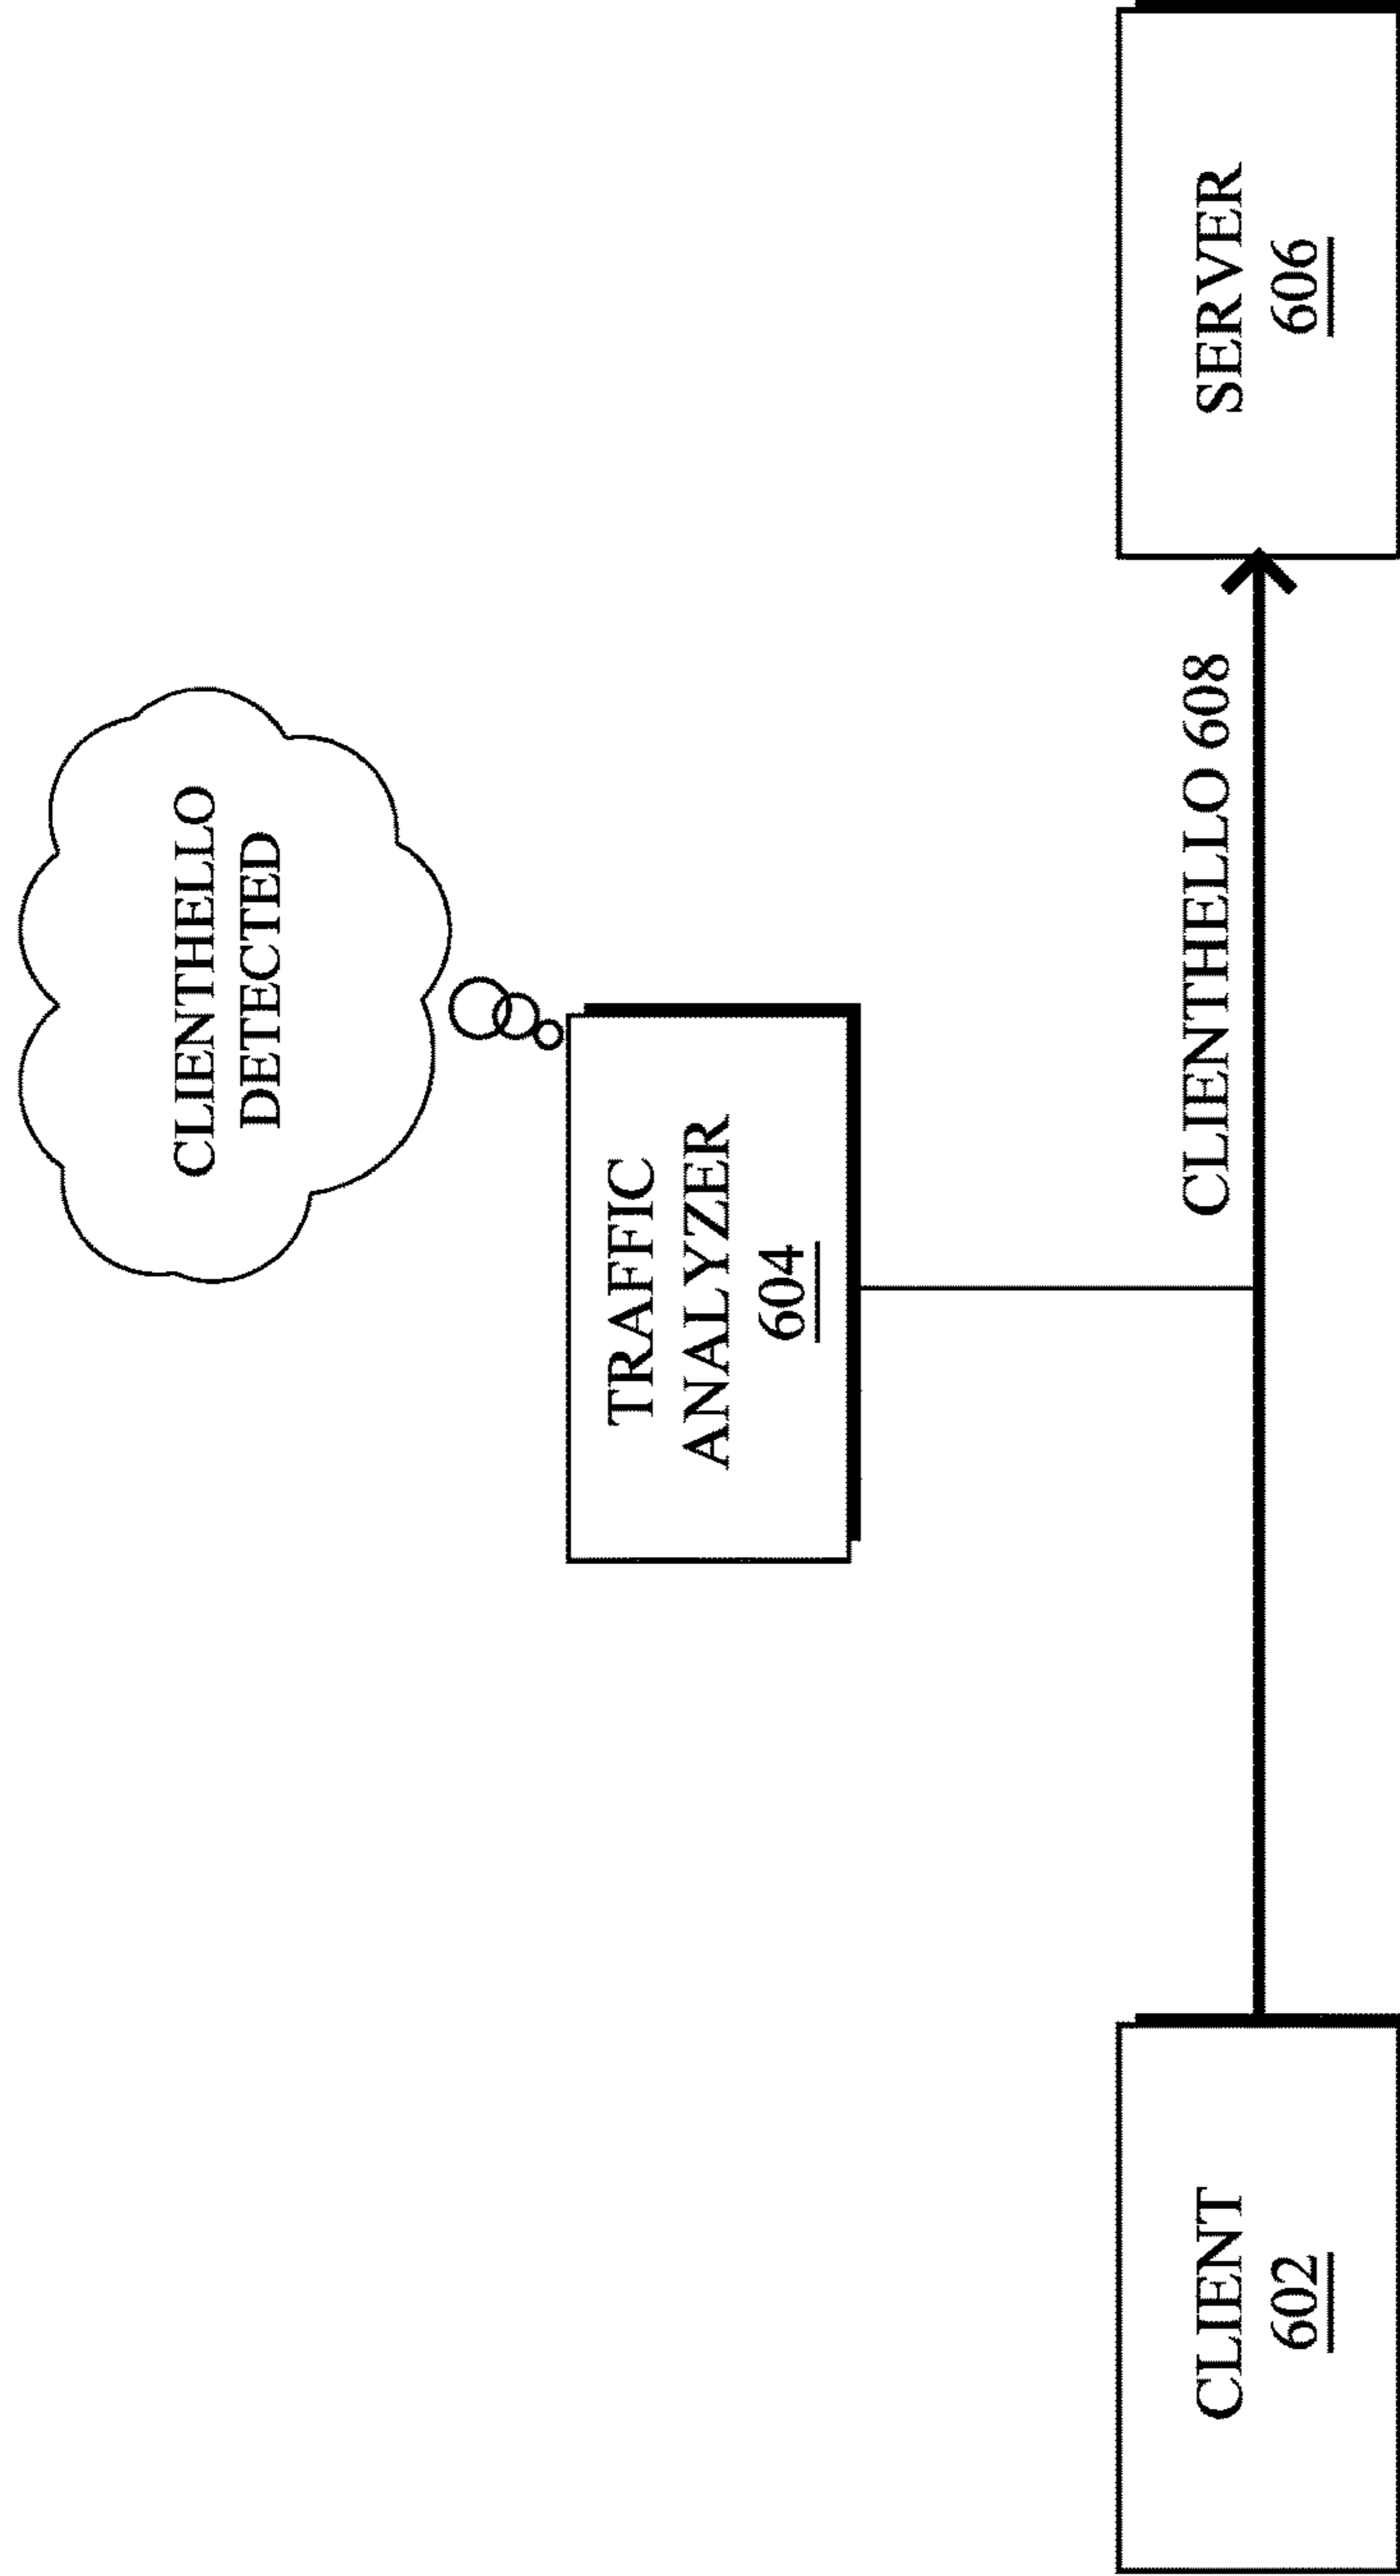 CLIENTHELLO
DETECTED
TRAFFIC
ANALYZER
604
CLIENTHELLO 608
CLIENT
602
SERVER
606